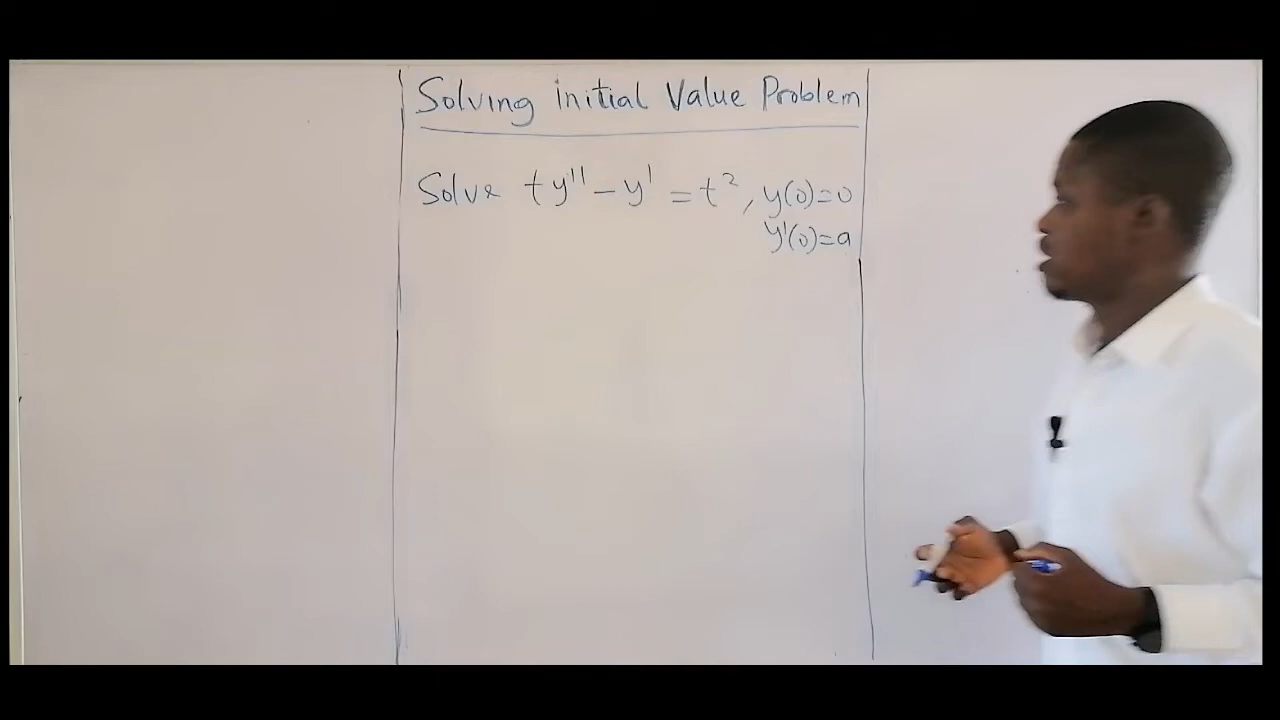 Solving Initial Value Problem
Solve ty'' - y' = t², y(0)=0
y'(0)=a